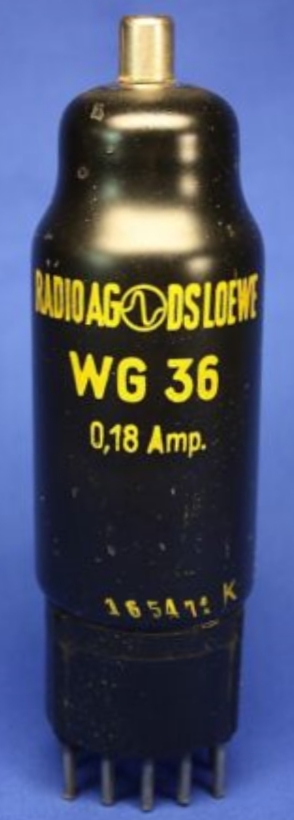 RADIO AG DS LOEWE
WG 36
0,18 Amp.
K